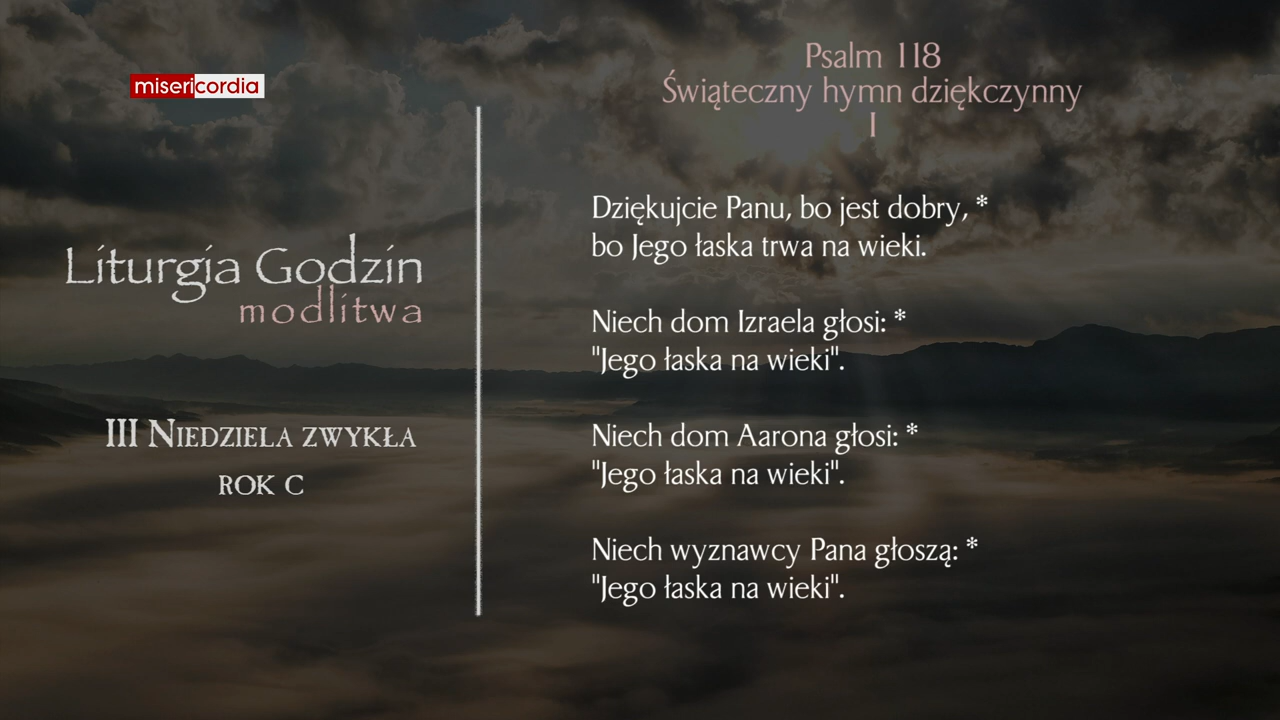 misericordia
Liturgia Godzin
modlitwa
III Niedziela zwykła
rok C
Psalm 118
Świąteczny hymn dziękczynny
I
Dziękujcie Panu, bo jest dobry, *
bo Jego łaska trwa na wieki.
Niech dom Izraela głosi: *
"Jego łaska na wieki".
Niech dom Aarona głosi: *
"Jego łaska na wieki".
Niech wyznawcy Pana głoszą: *
"Jego łaska na wieki".